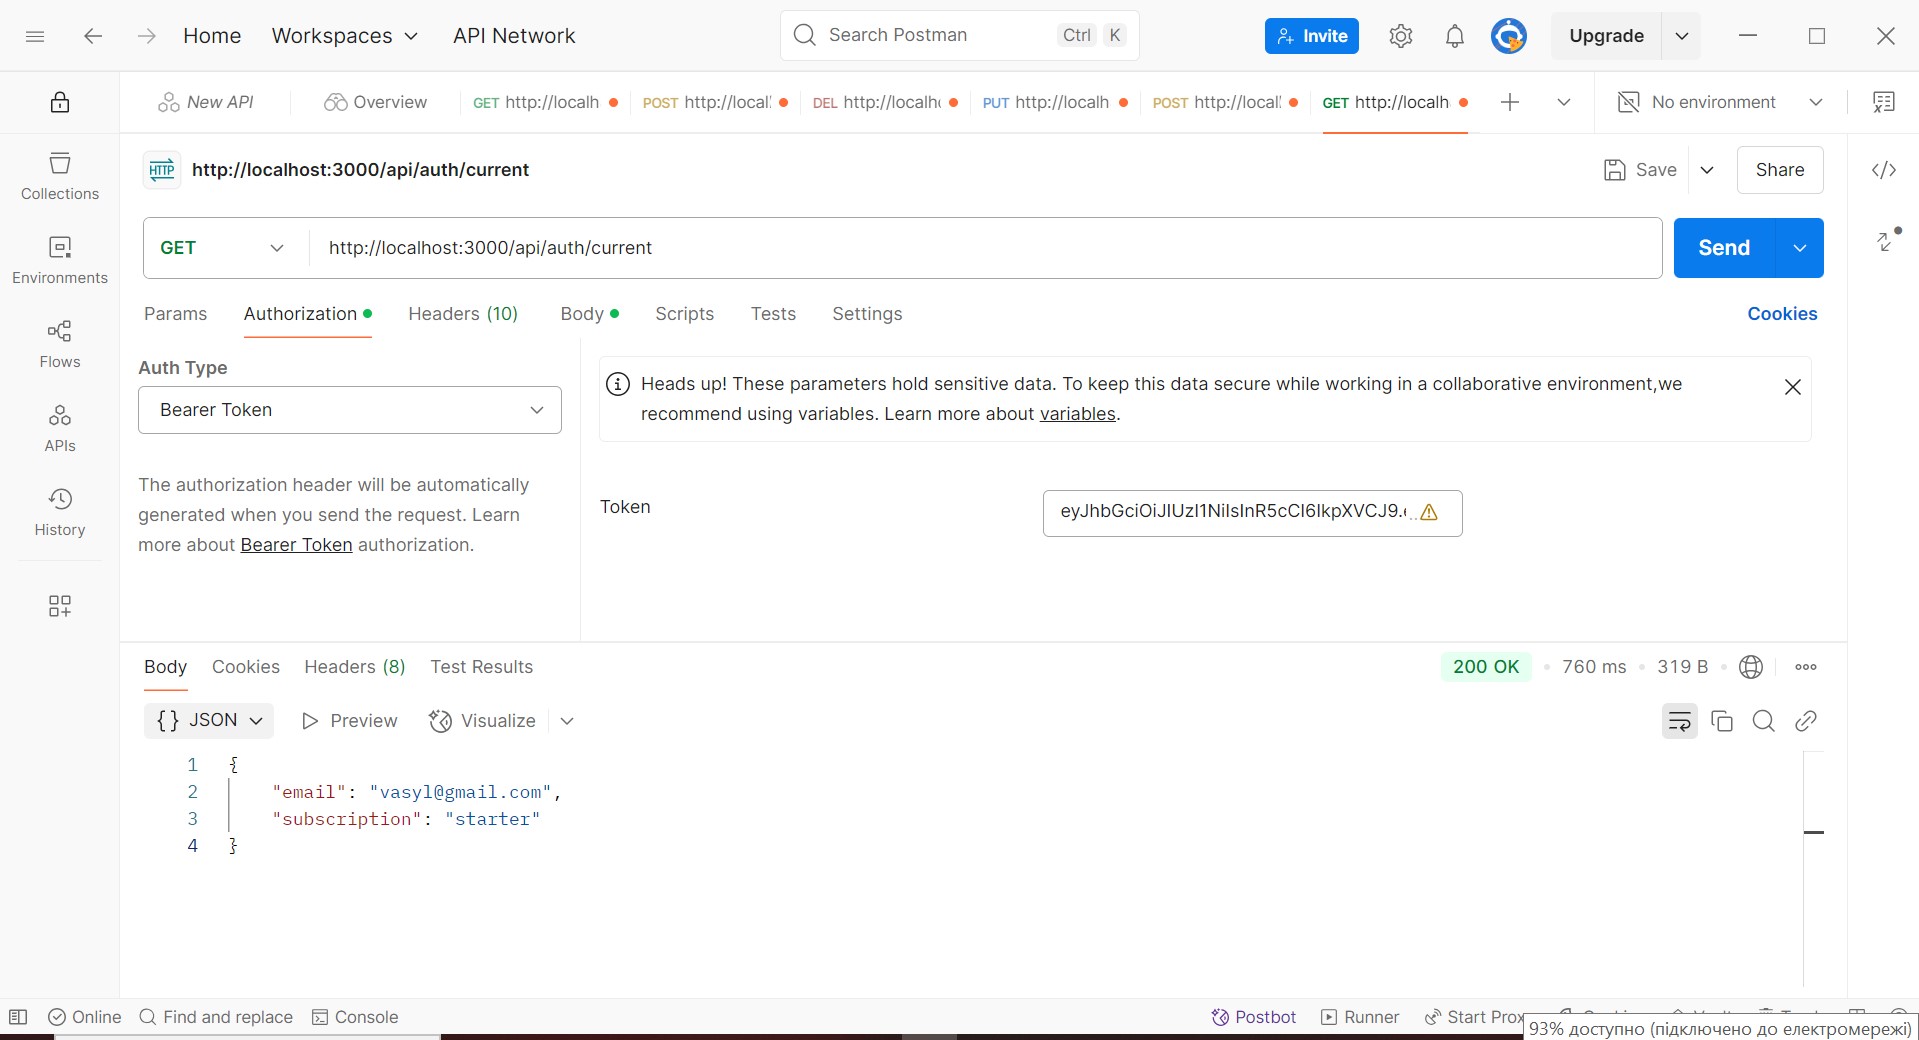 Home Workspaces API Network Search Postman Ctrl K Invite Upgrade
New API Overview GET http://localh POST http://local DEL http://localh PUT http://localh POST http://local GET http://localh No environment
HTTP http://localhost:3000/api/auth/current Save Share
Collections
GET http://localhost:3000/api/auth/current Send
Environments
Params Authorization Headers (10) Body Scripts Tests Settings Cookies
Flows
Auth Type
Heads up! These parameters hold sensitive data. To keep this data secure while working in a collaborative environment,we
recommend using variables. Learn more about variables.
Bearer Token
APIs
The authorization header will be automatically
generated when you send the request. Learn
more about Bearer Token authorization.
Token eyJhbGciOiJIUzI1NiIsInR5cCI6IkpXVCJ9.
History
Body Cookies Headers (8) Test Results 200 OK 760 ms 319 B
{} JSON Preview Visualize
1 {
2 "email": "vasyl@gmail.com",
3 "subscription": "starter"
4 }
Online Find and replace Console Postbot Runner Start Prox
93% доступно (підключено до електромережі)